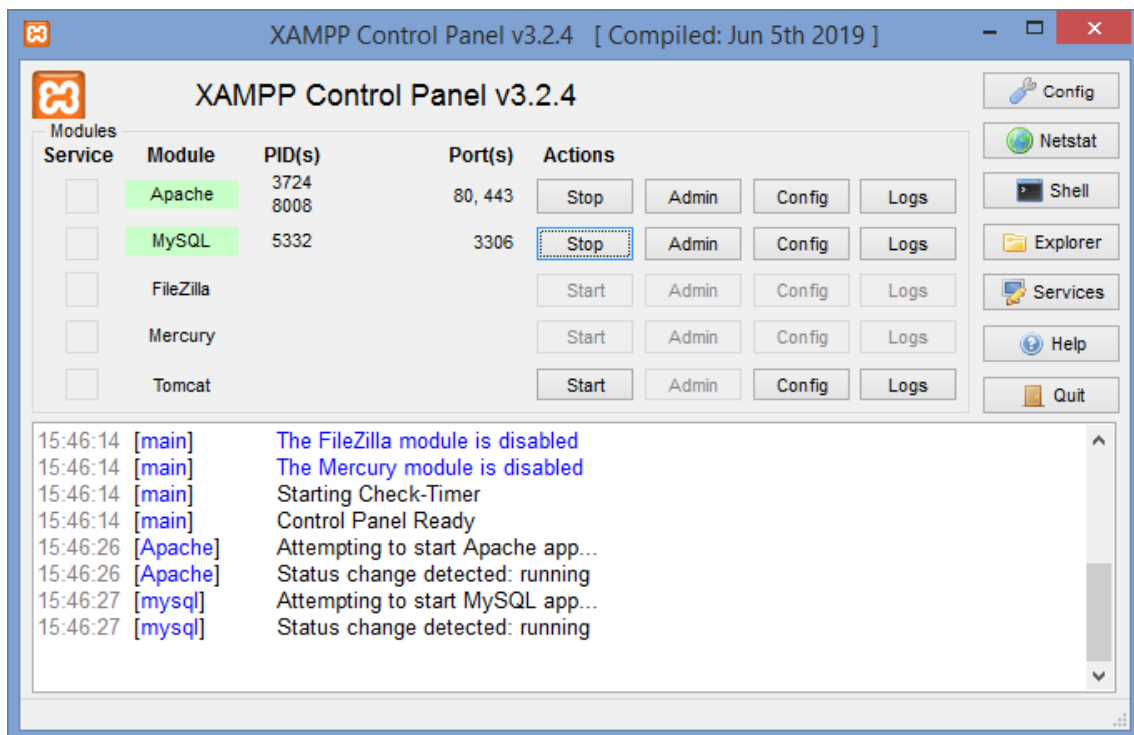 XAMPP Control Panel v3.2.4 [ Compiled: Jun 5th 2019 ]
XAMPP Control Panel v3.2.4
Config
Modules
Service Module PID(s) Port(s) Actions
Netstat
Apache 3724 8008 80, 443 Stop Admin Config Logs
Shell
MySQL 5332 3306 Stop Admin Config Logs
Explorer
FileZilla Start Admin Config Logs
Services
Mercury Start Admin Config Logs
Help
Tomcat Start Admin Config Logs
Quit
15:46:14 [main] The FileZilla module is disabled
15:46:14 [main] The Mercury module is disabled
15:46:14 [main] Starting Check-Timer
15:46:14 [main] Control Panel Ready
15:46:26 [Apache] Attempting to start Apache app...
15:46:26 [Apache] Status change detected: running
15:46:27 [mysql] Attempting to start MySQL app...
15:46:27 [mysql] Status change detected: running